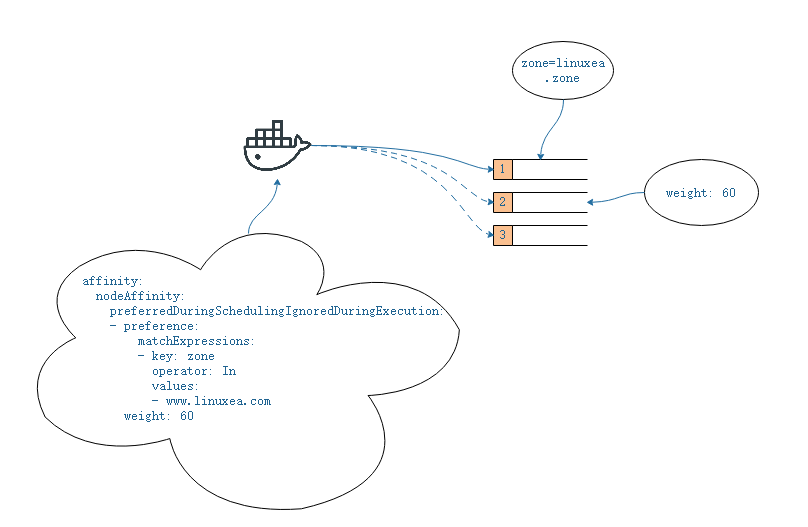 zone=linuxea
.zone
1
2
3
weight: 60
affinity:
  nodeAffinity:
    preferredDuringSchedulingIgnoredDuringExecution:
    - preference:
        matchExpressions:
        - key: zone
          operator: In
          values:
          - www.linuxea.com
      weight: 60